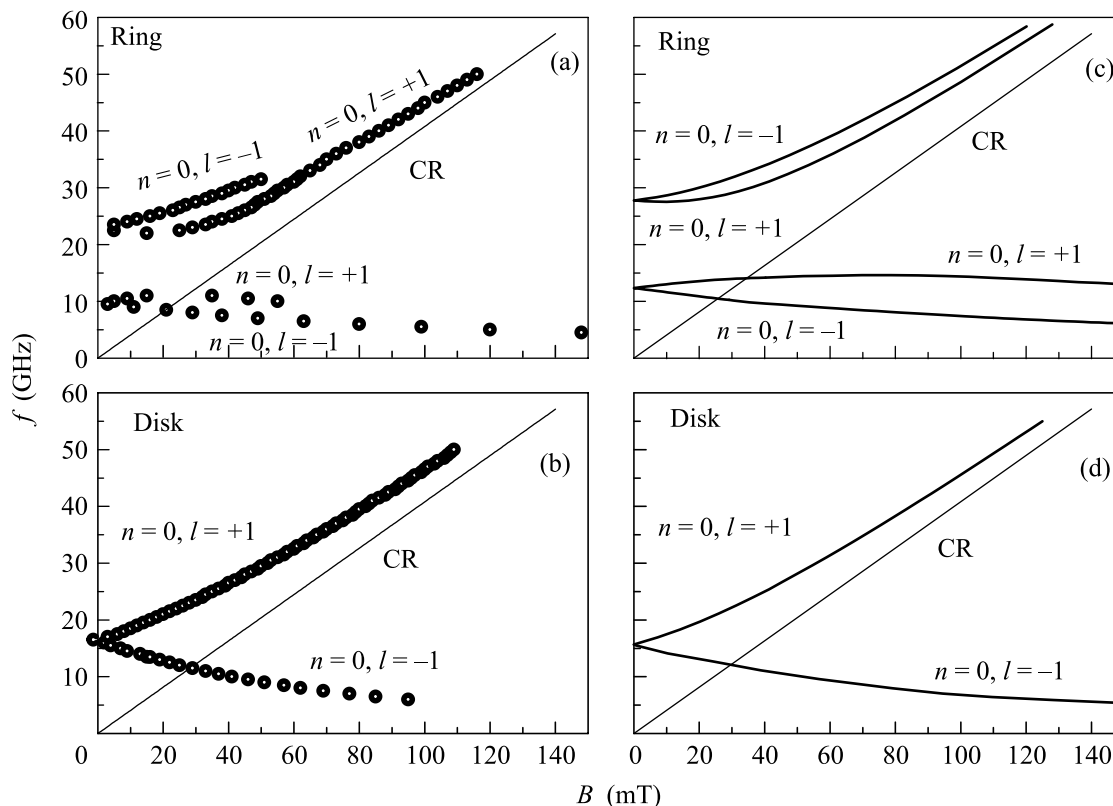 60
50
40
30
20
10
0
Ring
(a)
n = 0, l = +1
n = 0, l = –1
CR
n = 0, l = +1
n = 0, l = –1
Ring
(c)
n = 0, l = –1
CR
n = 0, l = +1
n = 0, l = +1
n = 0, l = –1
f (GHz)
60
50
40
30
20
10
Disk
(b)
n = 0, l = +1
CR
n = 0, l = –1
0 20 40 60 80 100 120 140
Disk
(d)
n = 0, l = +1
CR
n = 0, l = –1
0 20 40 60 80 100 120 140
B (mT)